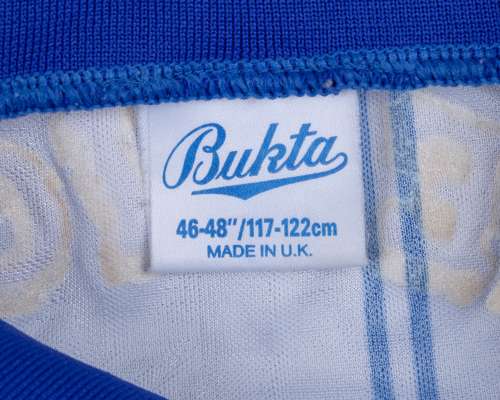 Bukta
46-48"/117-122cm
MADE IN U.K.